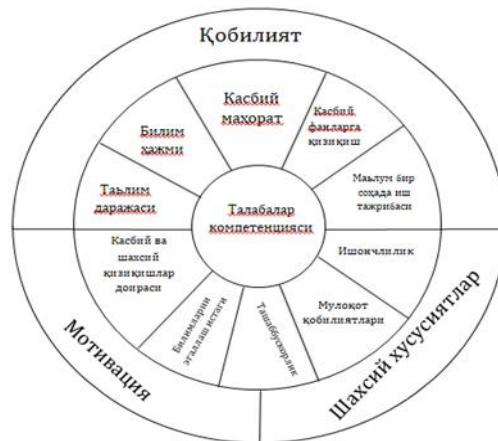 Қобилият
Касбий
маҳорат
Касбий
фанларга
қизиқиш
Билим
ҳажми
Маълум бир
соҳада иш
тажрибаси
Таълим
даражаси
Талабалар
компетенцияси
Касбий ва
шахсий
қизиқишлар
доираси
Ишончлилик
Мулоқот
қобилиятлари
Билимларни
эгаллаш истаги
Ташаббускорлик
Мотивация
Шахсий хусусиятлар